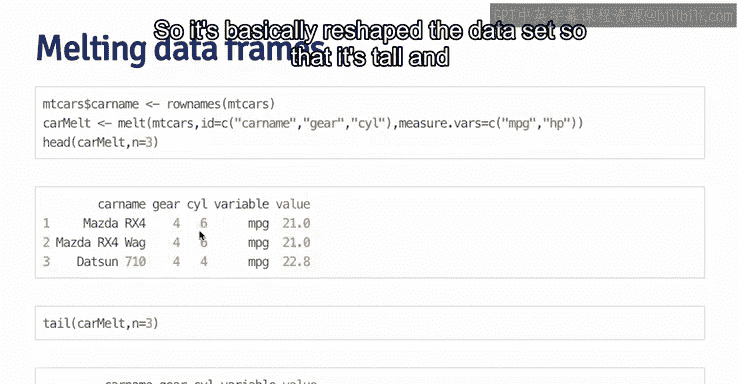 So it's basically reshaped the data set so
that it's tall and
Melting data frames
mtcars$carname <- rownames(mtcars)
carMelt <- melt(mtcars,id=c("carname","gear","cyl"),measure.vars=c("mpg","hp"))
head(carMelt,n=3)
carname gear cyl variable value
1 Mazda RX4 4 6 mpg 21.0
2 Mazda RX4 Wag 4 6 mpg 21.0
3 Datsun 710 4 4 mpg 22.8
tail(carMelt,n=3)
carname gear cyl variable value